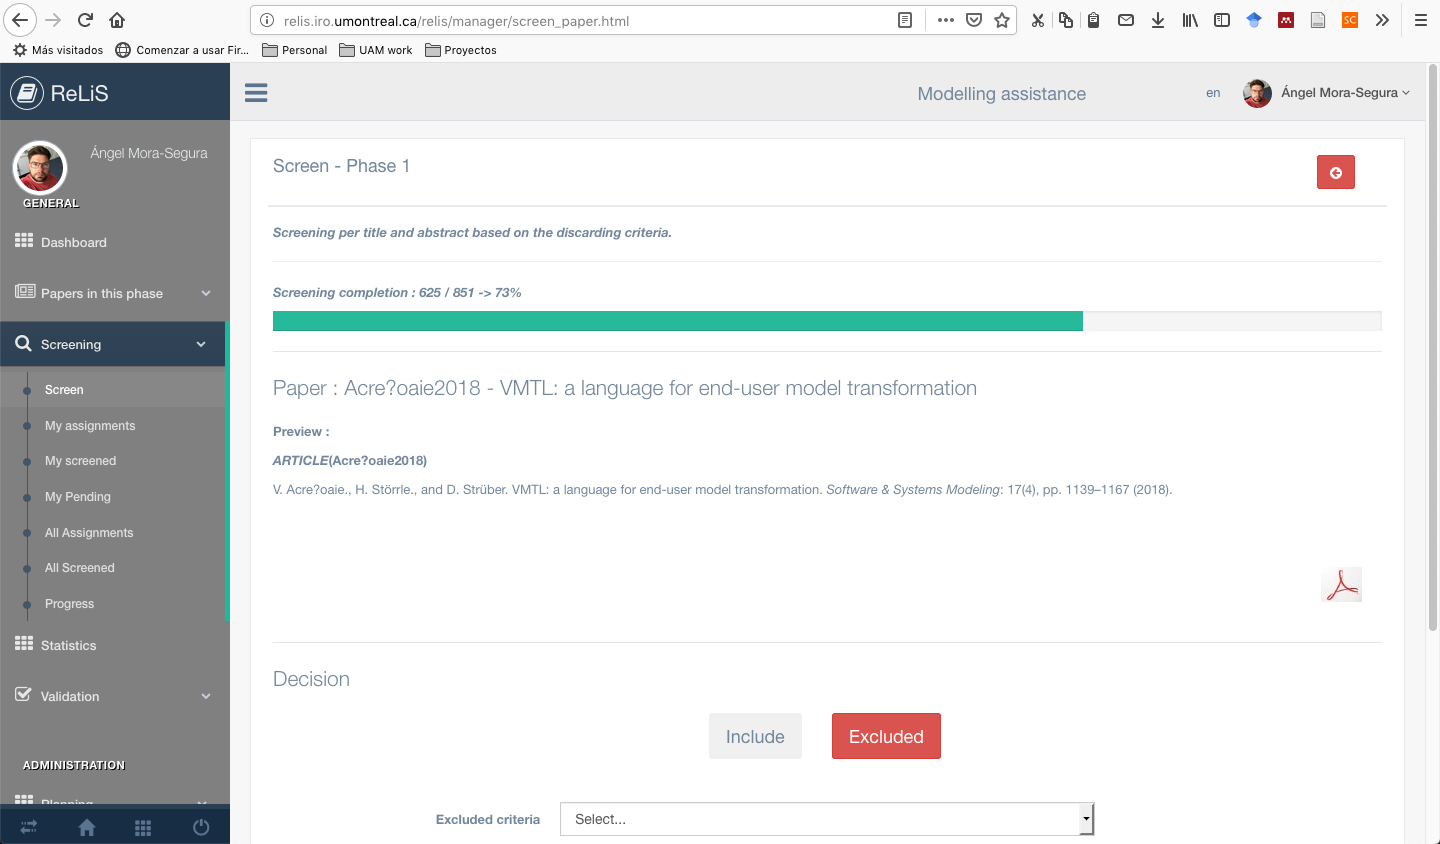 relis.iro.umontreal.ca/relis/manager/screen_paper.html
SC
Más visitados
Comenzar a usar Fir...
Personal
UAM work
Proyectos
ReLiS
Modelling assistance
en
Ángel Mora-Segura
Ángel Mora-Segura
GENERAL
Dashboard
Papers in this phase
Screening
Screen
My assignments
My screened
My Pending
All Assignments
All Screened
Progress
Statistics
Validation
ADMINISTRATION
Planning
Screen - Phase 1
Screening per title and abstract based on the discarding criteria.
Screening completion : 625 / 851 -> 73%
Paper : Acre?oaie2018 - VMTL: a language for end-user model transformation
Preview :
ARTICLE(Acre?oaie2018)
V. Acre?oaie., H. Störrle., and D. Strüber. VMTL: a language for end-user model transformation. Software & Systems Modeling: 17(4), pp. 1139–1167 (2018).
Decision
Include
Excluded
Excluded criteria
Select...